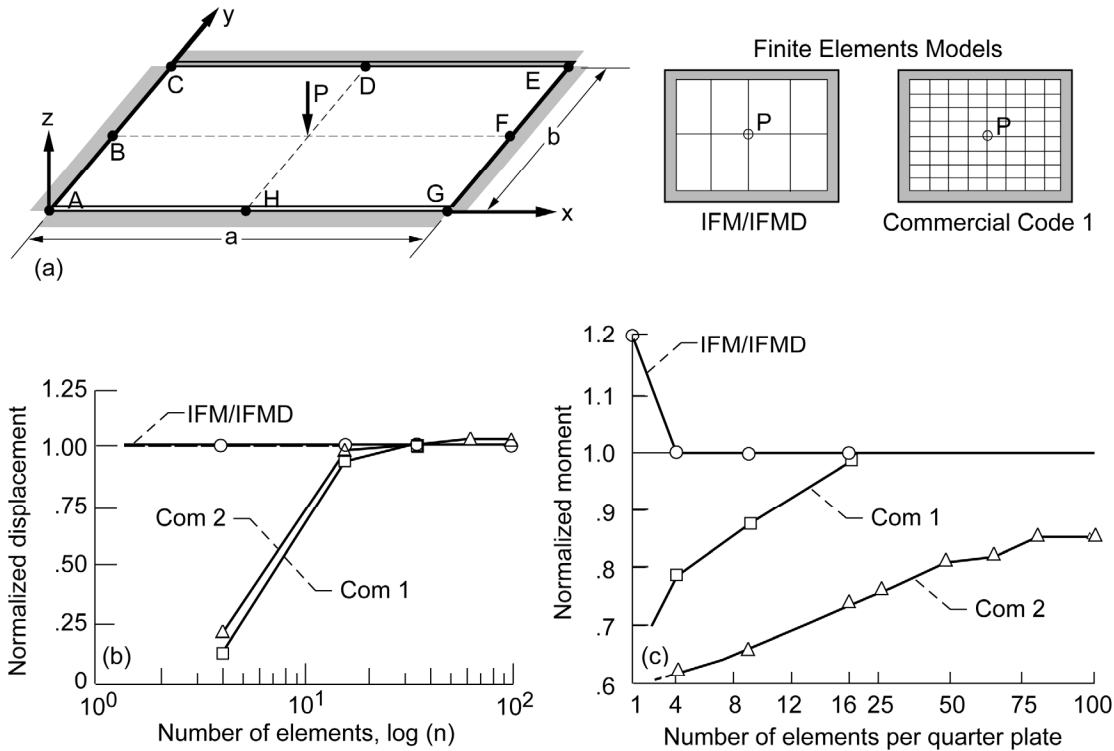 y
C
D
E
P
z
B
F
b
A
H
G
x
a
(a)
Finite Elements Models
P
P
IFM/IFMD
Commercial Code 1
Normalized displacement
1.25
1.00
.75
.50
.25
0
IFM/IFMD
Com 2
Com 1
(b)
10^0
10^1
10^2
Number of elements, log (n)
Normalized moment
1.2
1.1
1.0
.9
.8
.7
.6
IFM/IFMD
Com 1
Com 2
(c)
1 4 8 12 16 25 50 75 100
Number of elements per quarter plate